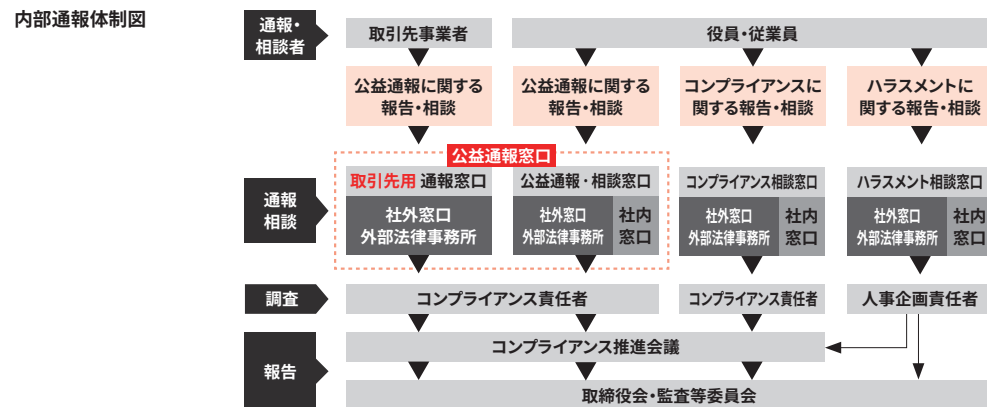 内部通報体制図
通報・
相談者
取引先事業者
役員・従業員
公益通報に関する
報告・相談
公益通報に関する
報告・相談
コンプライアンスに
関する報告・相談
ハラスメントに
関する報告・相談
公益通報窓口
通報
相談
取引先用 通報窓口
社外窓口
外部法律事務所
公益通報・相談窓口
社外窓口
外部法律事務所
社内
窓口
コンプライアンス相談窓口
社外窓口
外部法律事務所
社内
窓口
ハラスメント相談窓口
社外窓口
外部法律事務所
社内
窓口
調査
コンプライアンス責任者
コンプライアンス責任者
人事企画責任者
報告
コンプライアンス推進会議
取締役会・監査等委員会